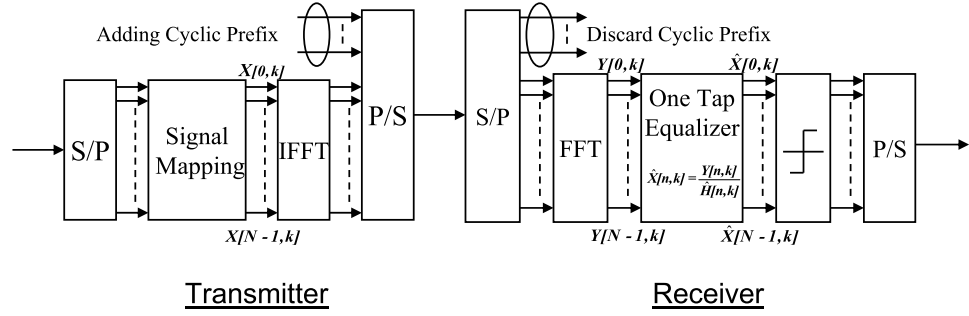 Adding Cyclic Prefix
Discard Cyclic Prefix
X[0,k]
Y[0,k]
X̂[0,k]
S/P
Signal
Mapping
IFFT
P/S
S/P
FFT
One Tap
Equalizer
X̂[n,k] = Y[n,k] / Ĥ[n,k]
P/S
X[N - 1,k]
Y[N - 1,k]
X̂[N - 1,k]
Transmitter
Receiver